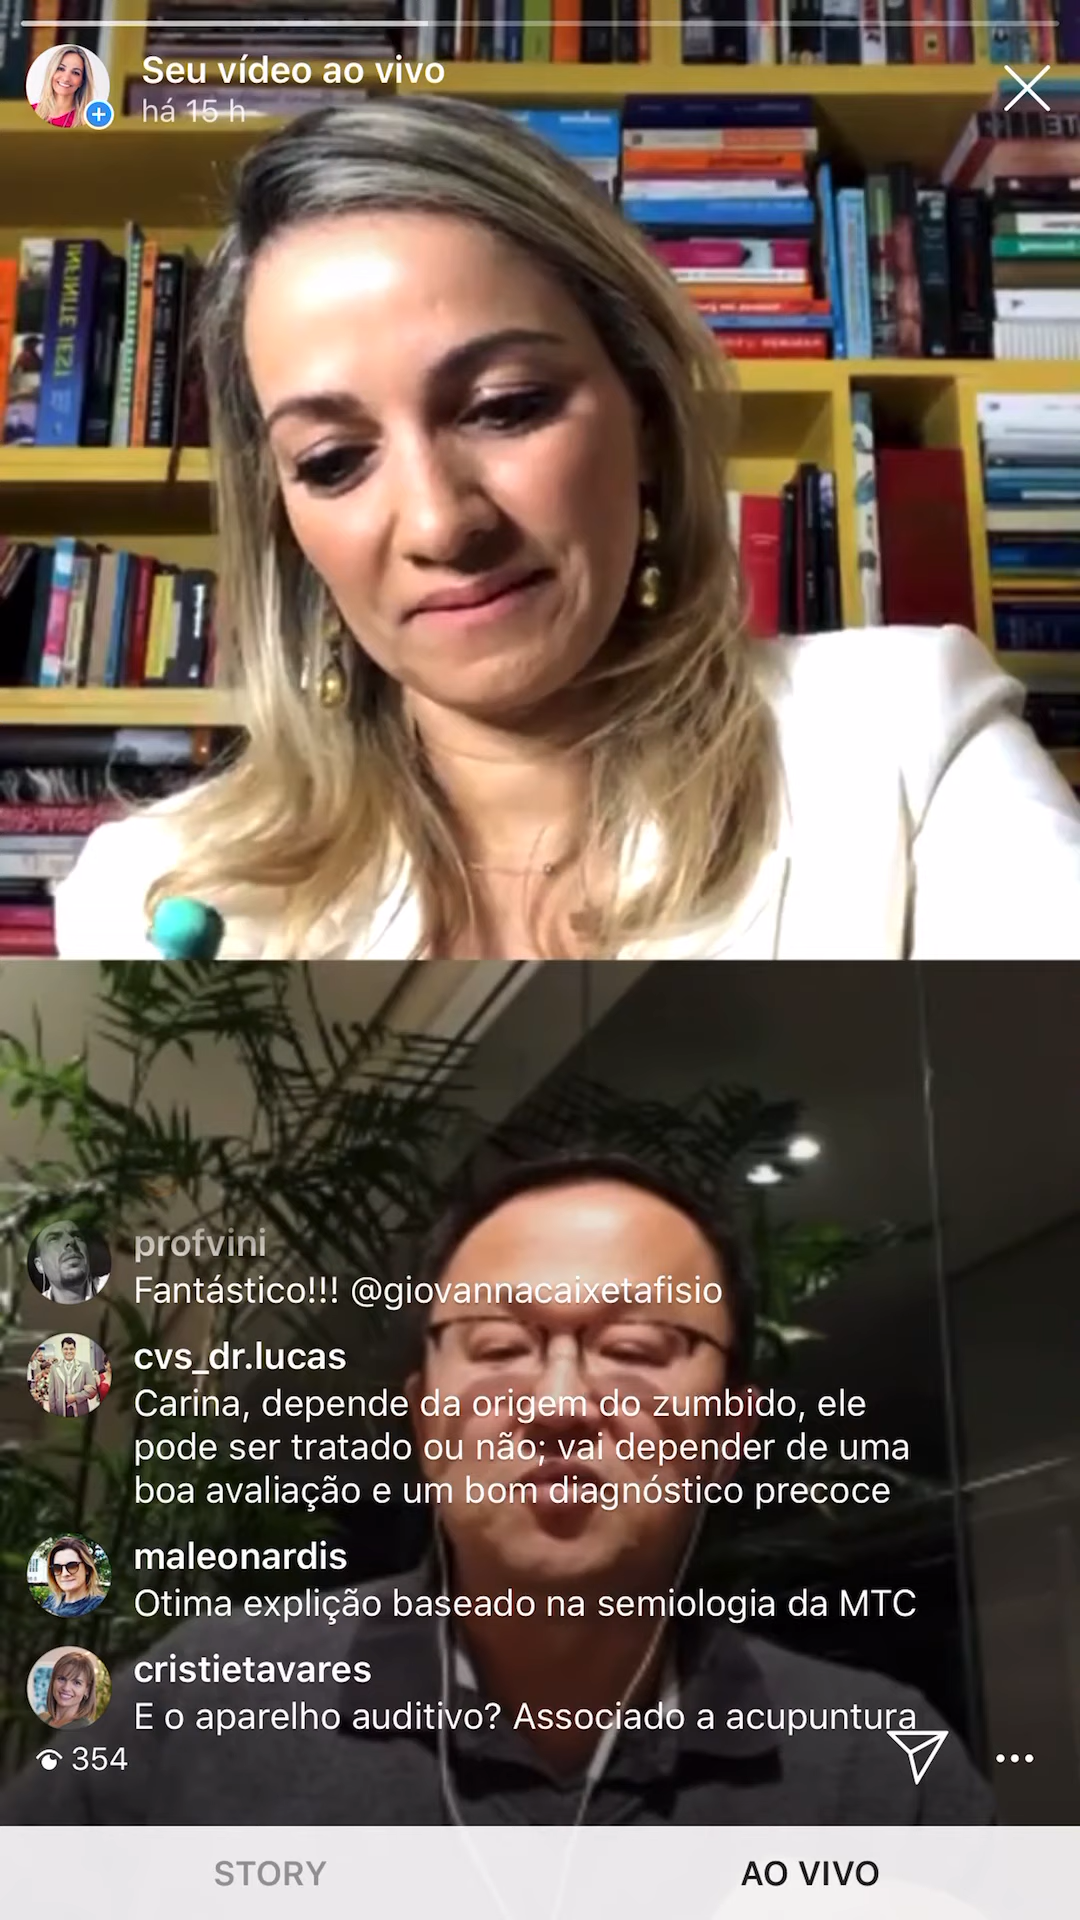 Seu vídeo ao vivo
há 15 h
INFINITE JEST
profvini
Fantástico!!! @giovannacaixetafisio
cvs_dr.lucas
Carina, depende da origem do zumbido, ele
pode ser tratado ou não; vai depender de uma
boa avaliação e um bom diagnóstico precoce
maleonardis
Otima explição baseado na semiologia da MTC
cristietavares
E o aparelho auditivo? Associado a acupuntura
354
STORY
AO VIVO